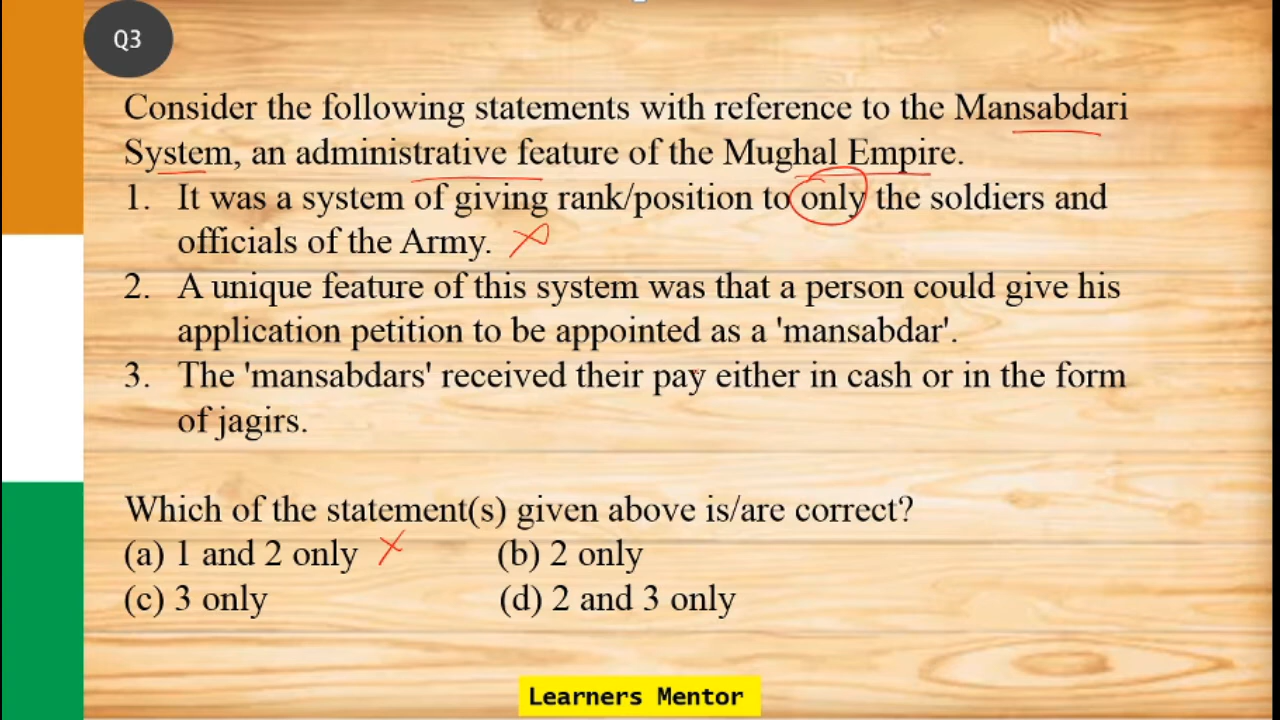 Q3
Consider the following statements with reference to the Mansabdari
System, an administrative feature of the Mughal Empire.
1. It was a system of giving rank/position to only the soldiers and
officials of the Army.
2. A unique feature of this system was that a person could give his
application petition to be appointed as a 'mansabdar'.
3. The 'mansabdars' received their pay either in cash or in the form
of jagirs.
Which of the statement(s) given above is/are correct?
(a) 1 and 2 only (b) 2 only
(c) 3 only (d) 2 and 3 only
Learners Mentor